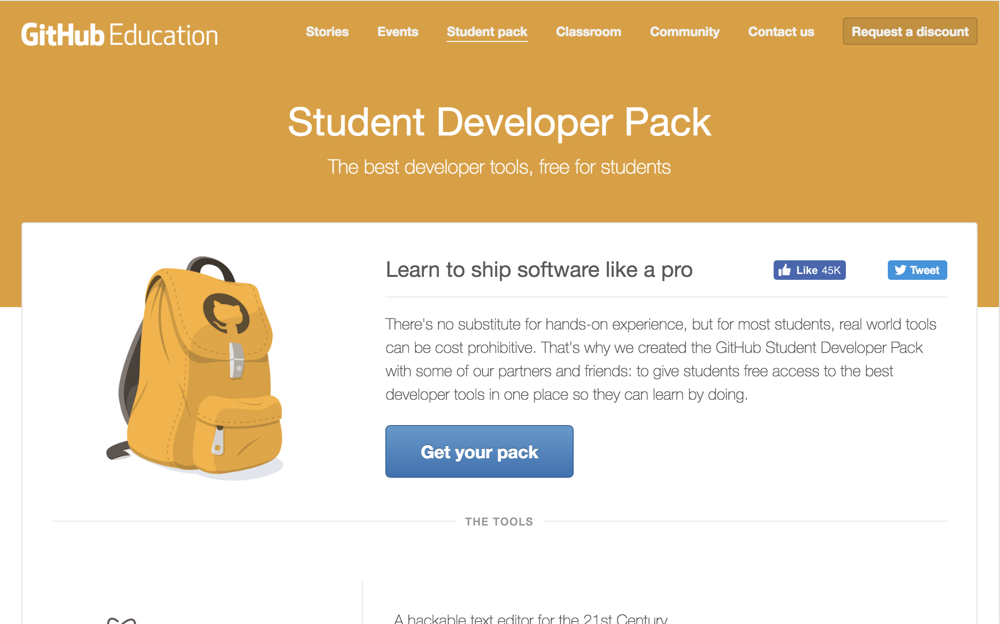 GitHub Education
Stories
Events
Student pack
Classroom
Community
Contact us
Request a discount
Student Developer Pack
The best developer tools, free for students
Learn to ship software like a pro
Like 45K
Tweet
There's no substitute for hands-on experience, but for most students, real world tools
can be cost prohibitive. That's why we created the GitHub Student Developer Pack
with some of our partners and friends: to give students free access to the best
developer tools in one place so they can learn by doing.
Get your pack
THE TOOLS
A hackable text editor for the 21st Century